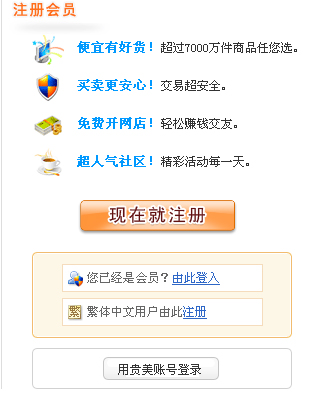 注册会员
便宜有好货！超过7000万件商品任您选。
买卖更安心！交易超安全。
免费开网店！轻松赚钱交友。
超人气社区！精彩活动每一天。
现在就注册
您已经是会员？由此登入
繁 繁体中文用户由此注册
用贵美账号登录